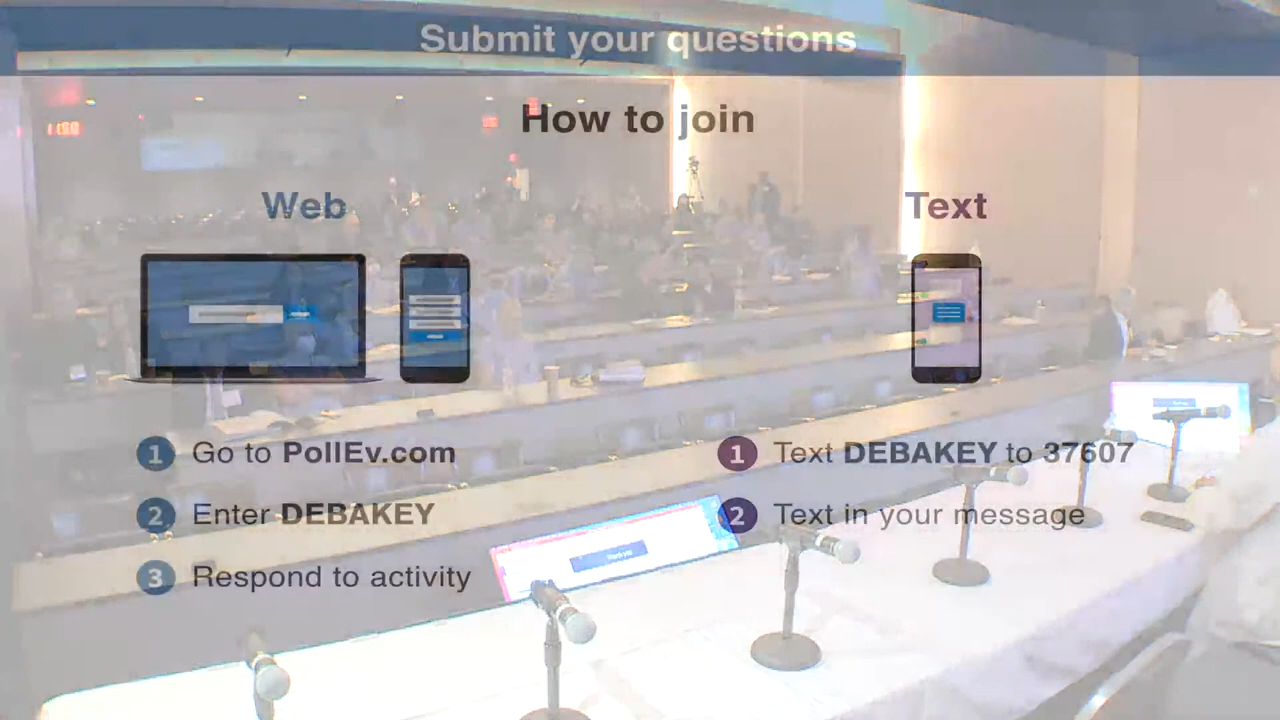 Submit your questions
How to join
Web
Text
1 Go to PollEv.com
2 Enter DEBAKEY
3 Respond to activity
1 Text DEBAKEY to 37607
2 Text in your message